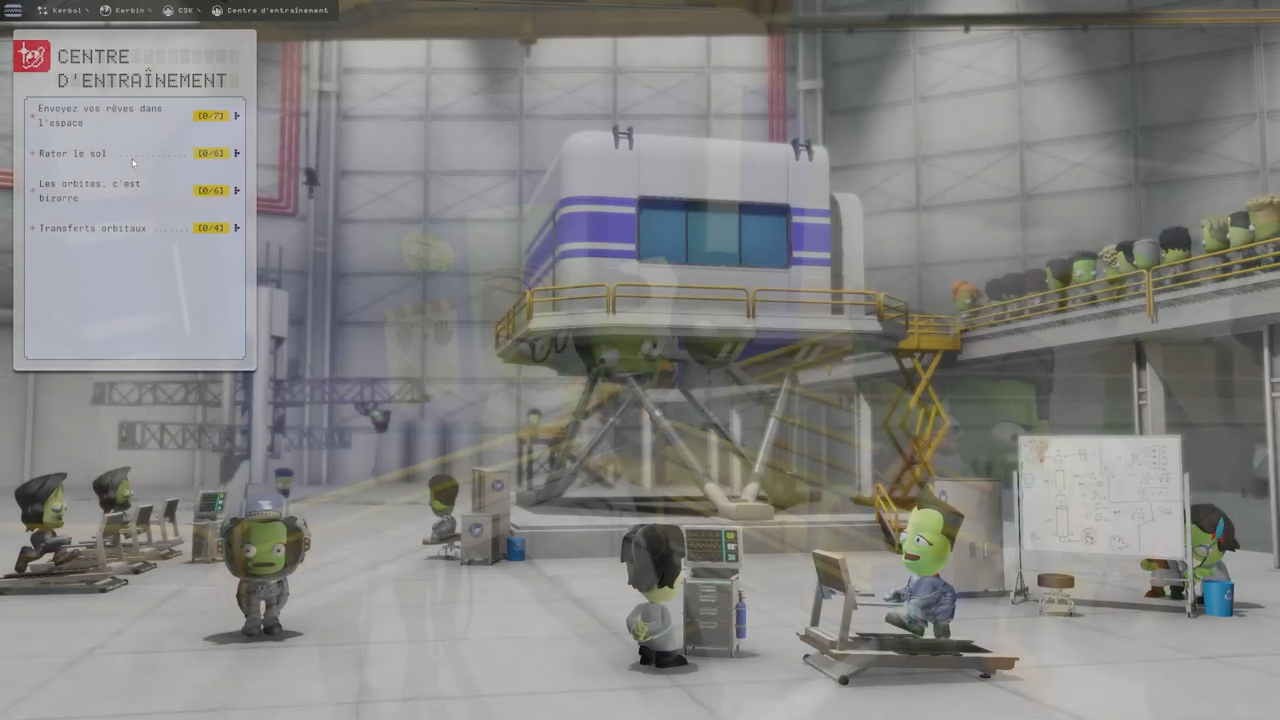 Kerbol
Kerbin
CSK
Centre d'entraînement
CENTRE
D'ENTRAÎNEMENT
Envoyez vos rêves dans
l'espace
[0/7]
Rater le sol
[0/6]
Les orbites, c'est
bizarre
[0/6]
Transferts orbitaux
[0/4]